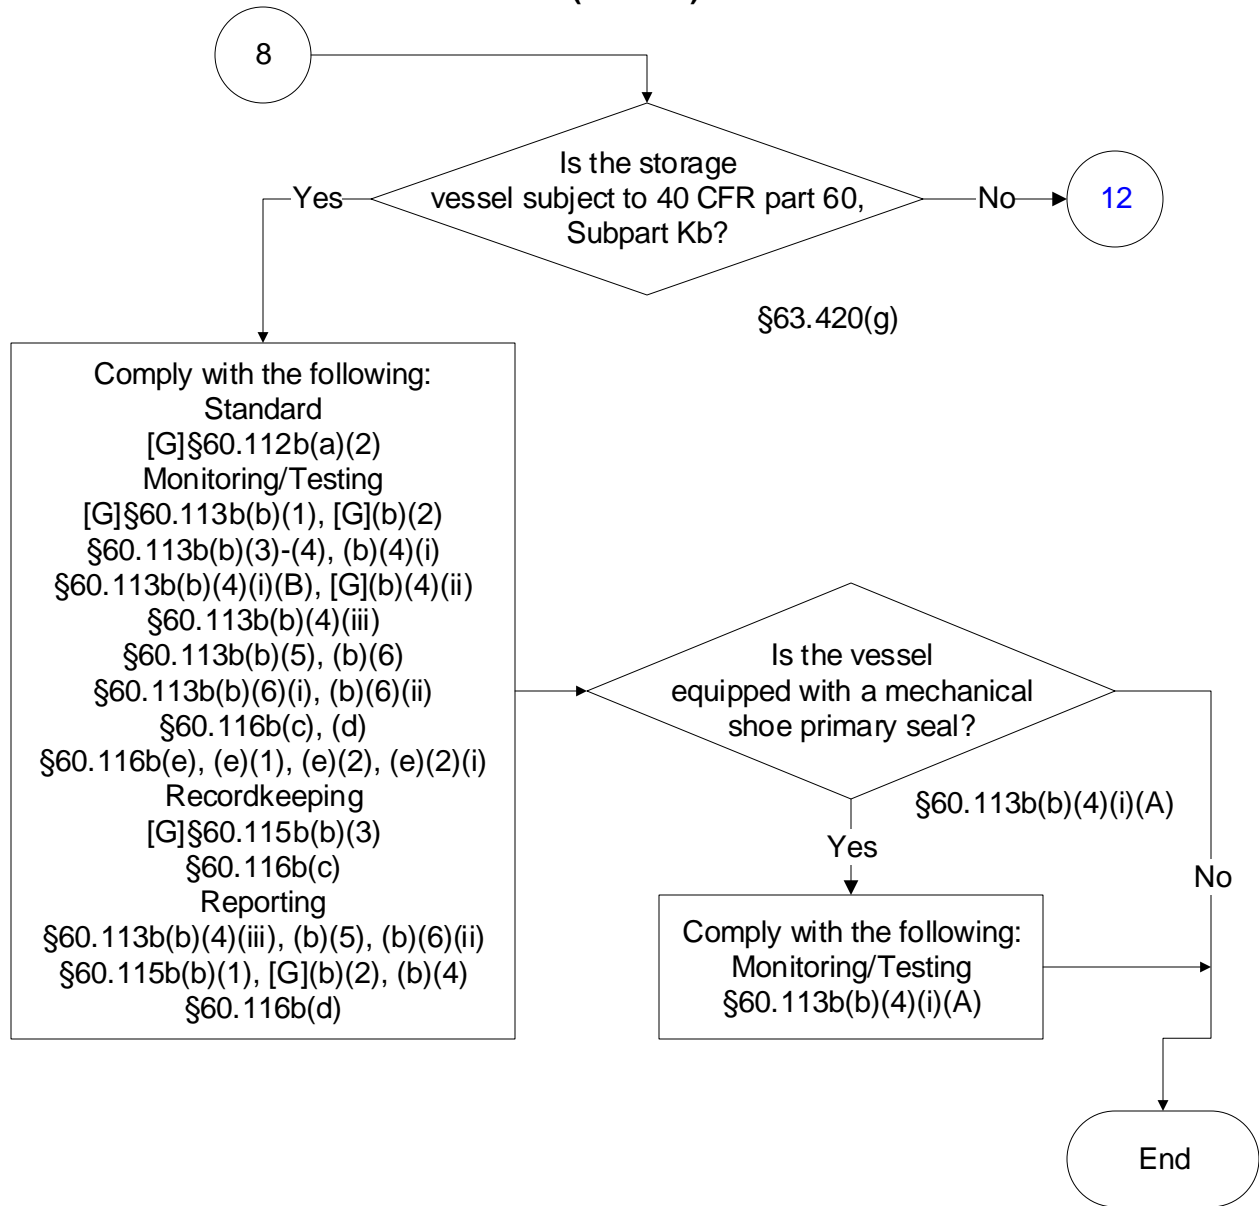 8
Is the storage
vessel subject to 40 CFR part 60,
Subpart Kb?
Yes
No
12
§63.420(g)
Comply with the following:
Standard
[G]§60.112b(a)(2)
Monitoring/Testing
[G]§60.113b(b)(1), [G](b)(2)
§60.113b(b)(3)-(4), (b)(4)(i)
§60.113b(b)(4)(i)(B), [G](b)(4)(ii)
§60.113b(b)(4)(iii)
§60.113b(b)(5), (b)(6)
§60.113b(b)(6)(i), (b)(6)(ii)
§60.116b(c), (d)
§60.116b(e), (e)(1), (e)(2), (e)(2)(i)
Recordkeeping
[G]§60.115b(b)(3)
§60.116b(c)
Reporting
§60.113b(b)(4)(iii), (b)(5), (b)(6)(ii)
§60.115b(b)(1), [G](b)(2), (b)(4)
§60.116b(d)
Is the vessel
equipped with a mechanical
shoe primary seal?
§60.113b(b)(4)(i)(A)
Yes
No
Comply with the following:
Monitoring/Testing
§60.113b(b)(4)(i)(A)
End